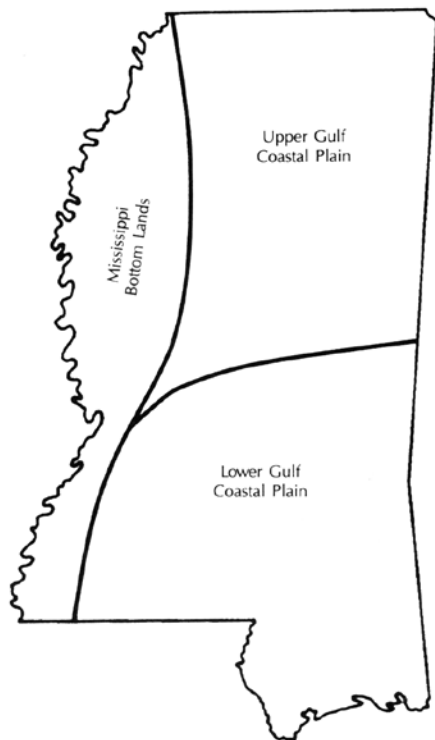 Upper Gulf
Coastal Plain
Mississippi
Bottom Lands
Lower Gulf
Coastal Plain